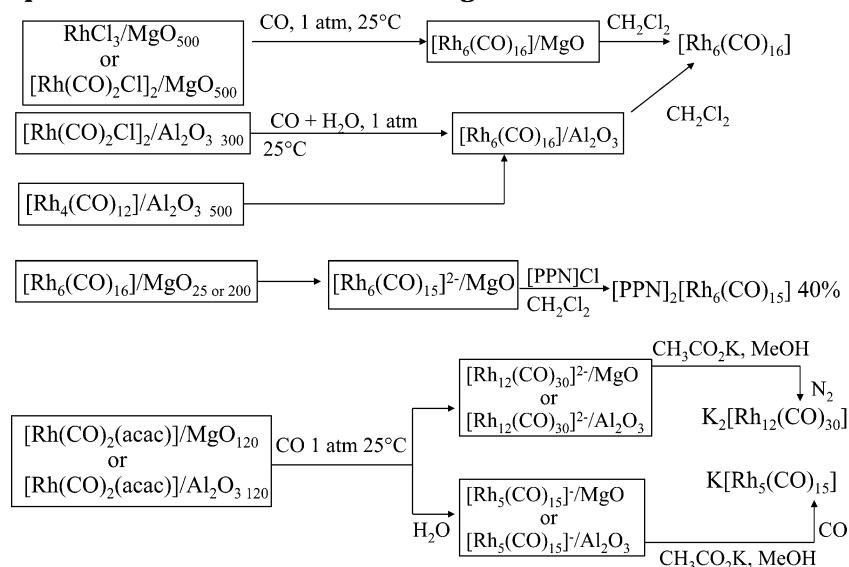 RhCl3/MgO500
or
[Rh(CO)2Cl]2/MgO500
CO, 1 atm, 25°C
[Rh6(CO)16]/MgO
CH2Cl2
[Rh6(CO)16]
[Rh(CO)2Cl]2/Al2O3 300
CO + H2O, 1 atm
25°C
[Rh6(CO)16]/Al2O3
CH2Cl2
[Rh4(CO)12]/Al2O3 500
[Rh6(CO)16]/MgO25 or 200
[Rh6(CO)15]2-/MgO
[PPN]Cl
CH2Cl2
[PPN]2[Rh6(CO)15] 40%
[Rh(CO)2(acac)]/MgO120
or
[Rh(CO)2(acac)]/Al2O3 120
CO 1 atm 25°C
[Rh12(CO)30]2-/MgO
or
[Rh12(CO)30]2-/Al2O3
CH3CO2K, MeOH
N2
K2[Rh12(CO)30]
H2O
[Rh5(CO)15]-/MgO
or
[Rh5(CO)15]-/Al2O3
CH3CO2K, MeOH
CO
K[Rh5(CO)15]